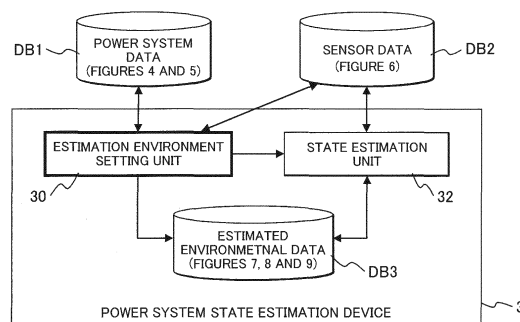 DB1
POWER SYSTEM
DATA
(FIGURES 4 AND 5)
SENSOR DATA
(FIGURE 6)
DB2
ESTIMATION ENVIRONMENT
SETTING UNIT
STATE ESTIMATION
UNIT
30
32
ESTIMATED
ENVIRONMETNAL DATA
(FIGURES 7, 8 AND 9)
DB3
POWER SYSTEM STATE ESTIMATION DEVICE